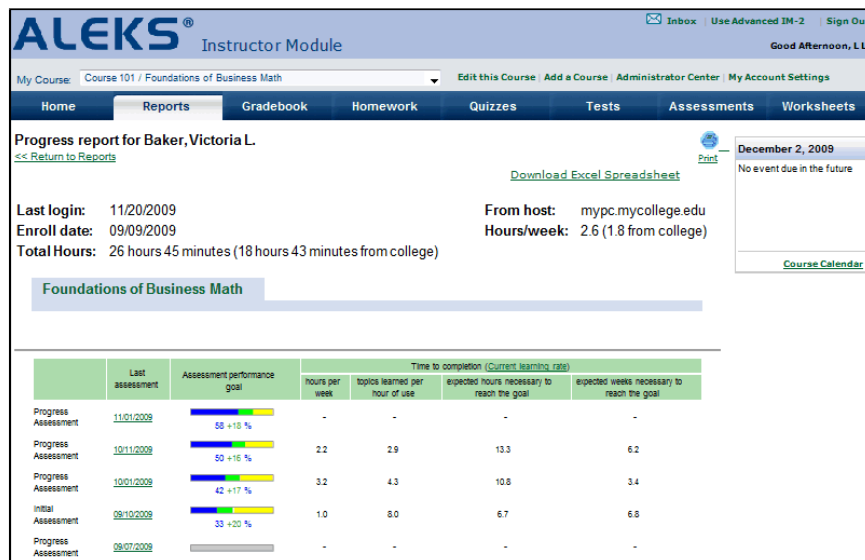 ALEKS® Instructor Module
Inbox | Use Advanced IM-2 | Sign Ou
Good Afternoon, L L
My Course: Course 101 / Foundations of Business Math
Edit this Course | Add a Course | Administrator Center | My Account Settings
Home Reports Gradebook Homework Quizzes Tests Assessments Worksheets
Progress report for Baker, Victoria L.
<< Return to Reports
Print
Download Excel Spreadsheet
December 2, 2009
No event due in the future
Course Calendar
Last login: 11/20/2009
From host: mypc.mycollege.edu
Enroll date: 09/09/2009
Hours/week: 2.6 (1.8 from college)
Total Hours: 26 hours 45 minutes (18 hours 43 minutes from college)
Foundations of Business Math
Last assessment
Assessment performance goal
Time to completion (Current learning rate)
hours per week
topics learned per hour of use
expected hours necessary to reach the goal
expected weeks necessary to reach the goal
Progress Assessment 11/01/2009 58 +18 % - - - -
Progress Assessment 10/11/2009 50 +16 % 2.2 2.9 13.3 6.2
Progress Assessment 10/01/2009 42 +17 % 3.2 4.3 10.8 3.4
Initial Assessment 09/10/2009 33 +20 % 1.0 8.0 6.7 6.8
Progress Assessment 09/07/2009 - - - -